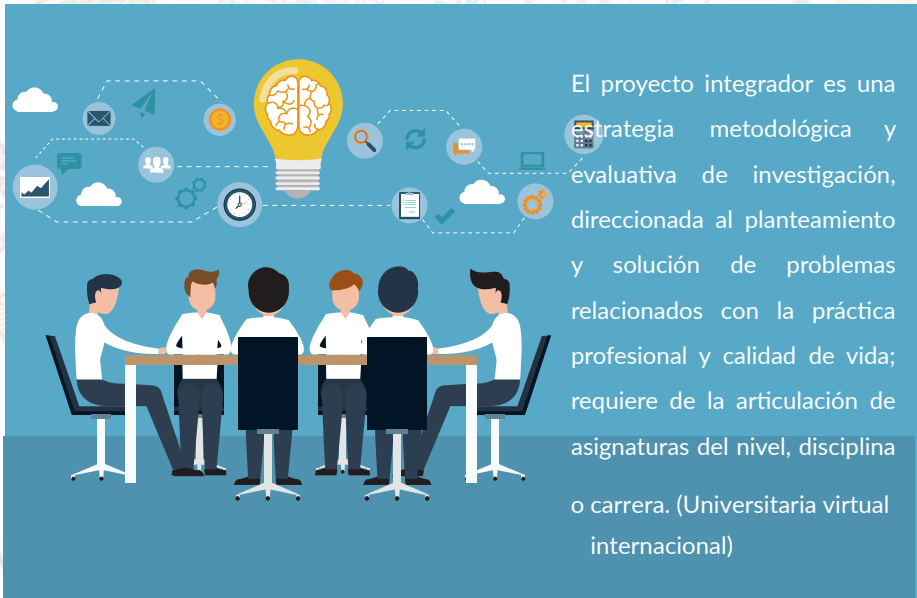 El proyecto integrador es una
estrategia metodológica y
evaluativa de investigación,
direccionada al planteamiento
y solución de problemas
relacionados con la práctica
profesional y calidad de vida;
requiere de la articulación de
asignaturas del nivel, disciplina
o carrera. (Universitaria virtual
internacional)